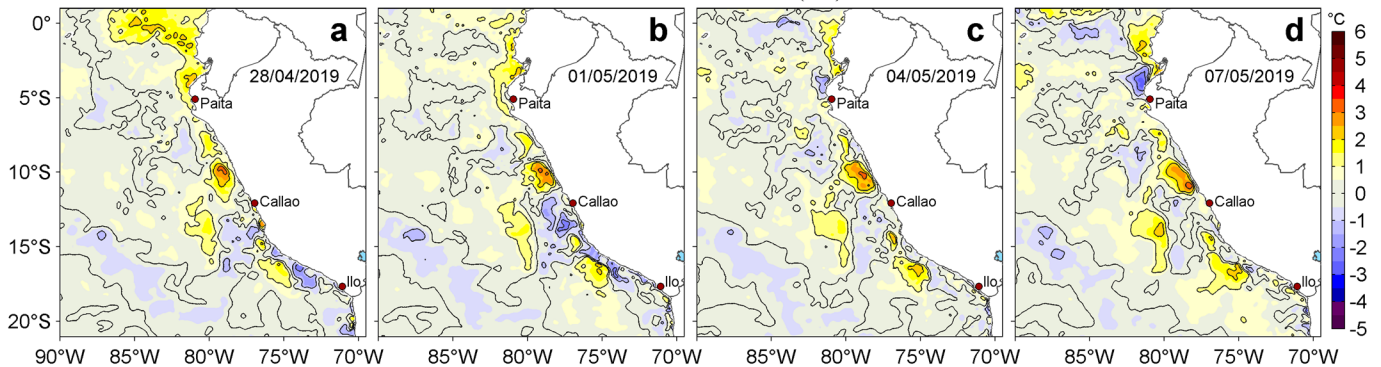 a
b
c
d
°C
28/04/2019
01/05/2019
04/05/2019
07/05/2019
0°
5°S
10°S
15°S
20°S
Paita
Callao
Ilo
Paita
Callao
Ilo
Paita
Callao
Ilo
Paita
Callao
Ilo
6
5
4
3
2
1
0
-1
-2
-3
-4
-5
90°W 85°W 80°W 75°W 70°W
85°W 80°W 75°W 70°W
85°W 80°W 75°W 70°W
85°W 80°W 75°W 70°W